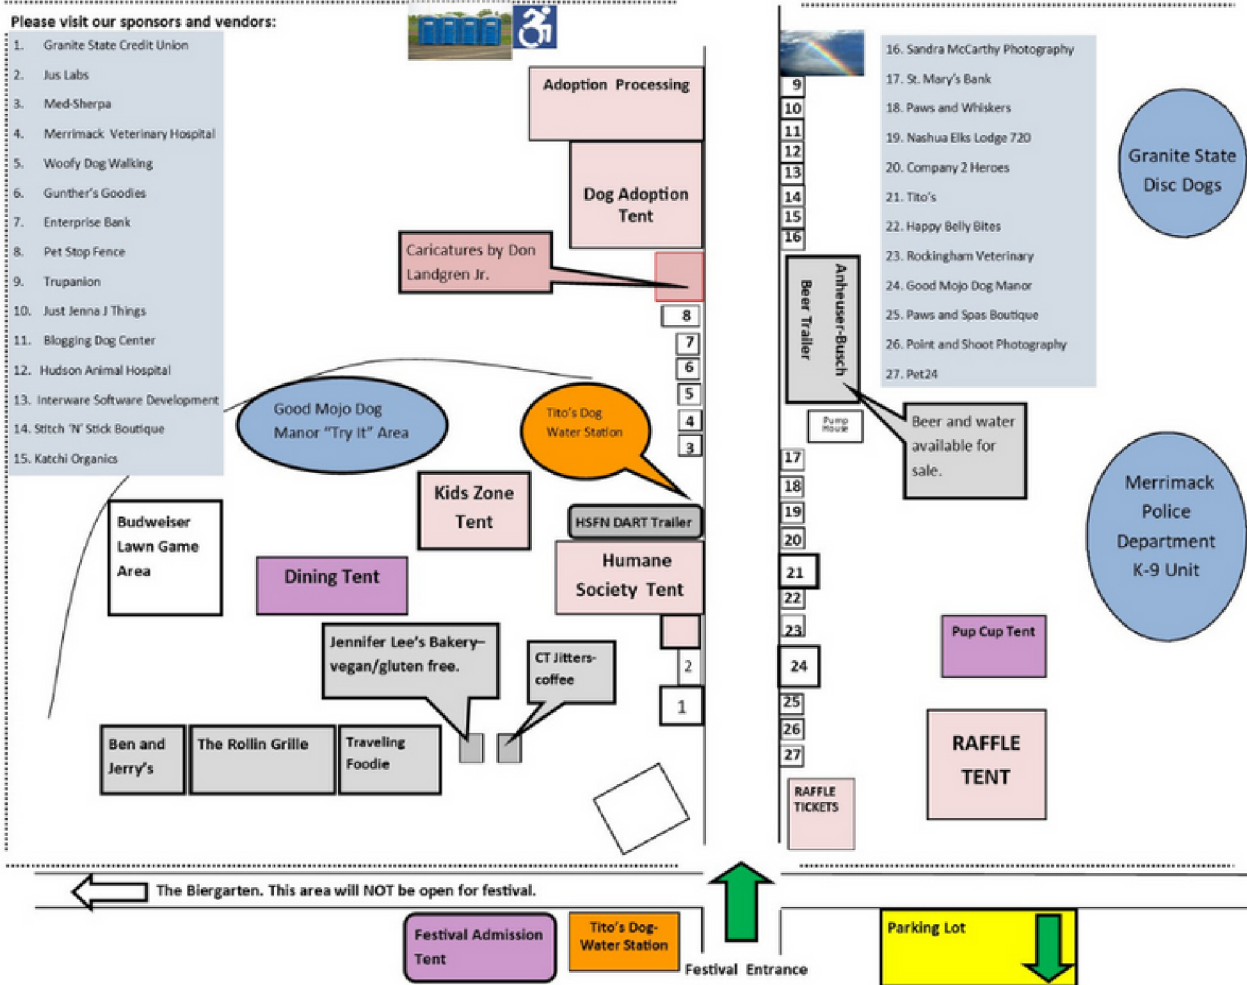 Please visit our sponsors and vendors:
1. Granite State Credit Union
2. Jus Labs
3. Med-Sherpa
4. Merrimack Veterinary Hospital
5. Woofy Dog Walking
6. Gunther's Goodies
7. Enterprise Bank
8. Pet Stop Fence
9. Trupanion
10. Just Jenna J Things
11. Blogging Dog Center
12. Hudson Animal Hospital
13. Interware Software Development
14. Stitch 'N' Stick Boutique
15. Katchi Organics
Adoption Processing
Dog Adoption
Tent
Caricatures by Don
Landgren Jr.
8
7
6
5
4
3
Good Mojo Dog
Manor "Try It" Area
Tito's Dog
Water Station
Kids Zone
Tent
HSFN DART Trailer
Humane
Society Tent
Budweiser
Lawn Game
Area
Dining Tent
Jennifer Lee's Bakery–
vegan/gluten free.
CT Jitters-
coffee
2
1
Ben and
Jerry's
The Rollin Grille
Traveling
Foodie
9
10
11
12
13
14
15
16
Anheuser-Busch
Beer Trailer
Pump
House
Beer and water
available for
sale.
17
18
19
20
21
22
23
24
25
26
27
RAFFLE
TICKETS
16. Sandra McCarthy Photography
17. St. Mary's Bank
18. Paws and Whiskers
19. Nashua Elks Lodge 720
20. Company 2 Heroes
21. Tito's
22. Happy Belly Bites
23. Rockingham Veterinary
24. Good Mojo Dog Manor
25. Paws and Spas Boutique
26. Point and Shoot Photography
27. Pet24
Granite State
Disc Dogs
Merrimack
Police
Department
K-9 Unit
Pup Cup Tent
RAFFLE
TENT
The Biergarten. This area will NOT be open for festival.
Festival Admission
Tent
Tito's Dog-
Water Station
Festival Entrance
Parking Lot